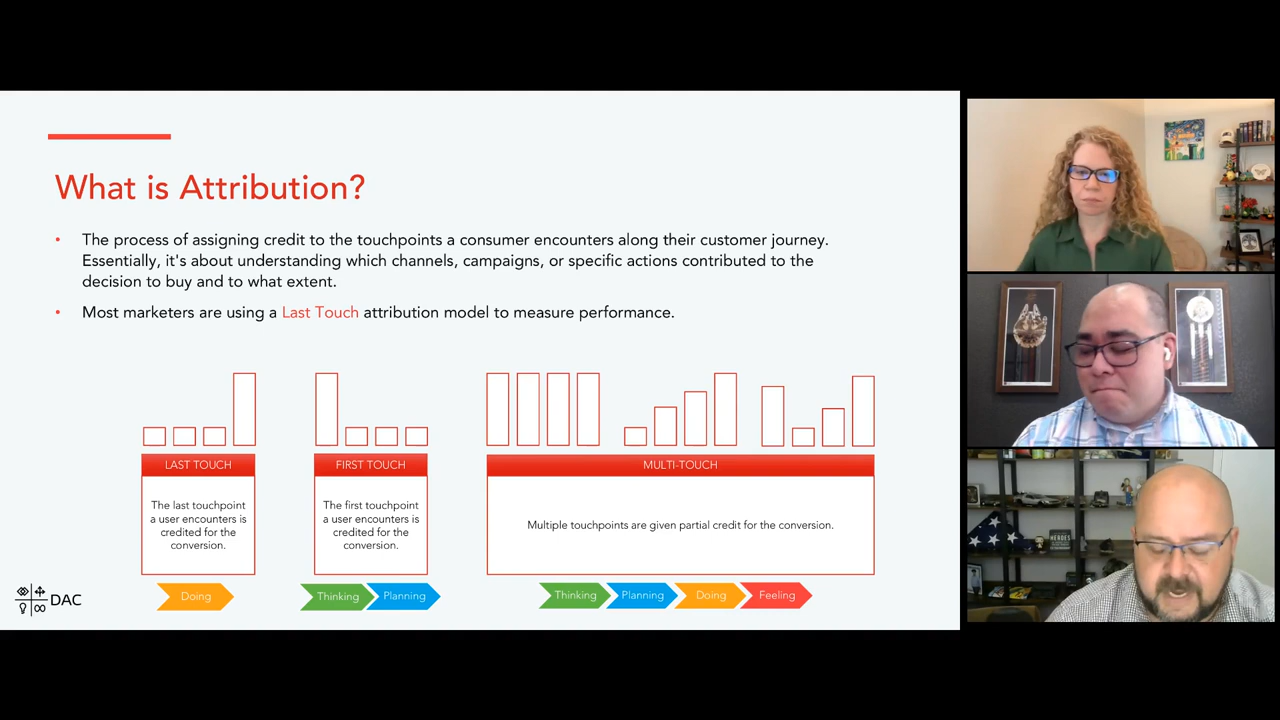 What is Attribution?
• The process of assigning credit to the touchpoints a consumer encounters along their customer journey.
Essentially, it's about understanding which channels, campaigns, or specific actions contributed to the
decision to buy and to what extent.
• Most marketers are using a Last Touch attribution model to measure performance.
LAST TOUCH
The last touchpoint
a user encounters is
credited for the
conversion.
Doing
FIRST TOUCH
The first touchpoint
a user encounters is
credited for the
conversion.
Thinking Planning
MULTI-TOUCH
Multiple touchpoints are given partial credit for the conversion.
Thinking Planning Doing Feeling
DAC
HEROES